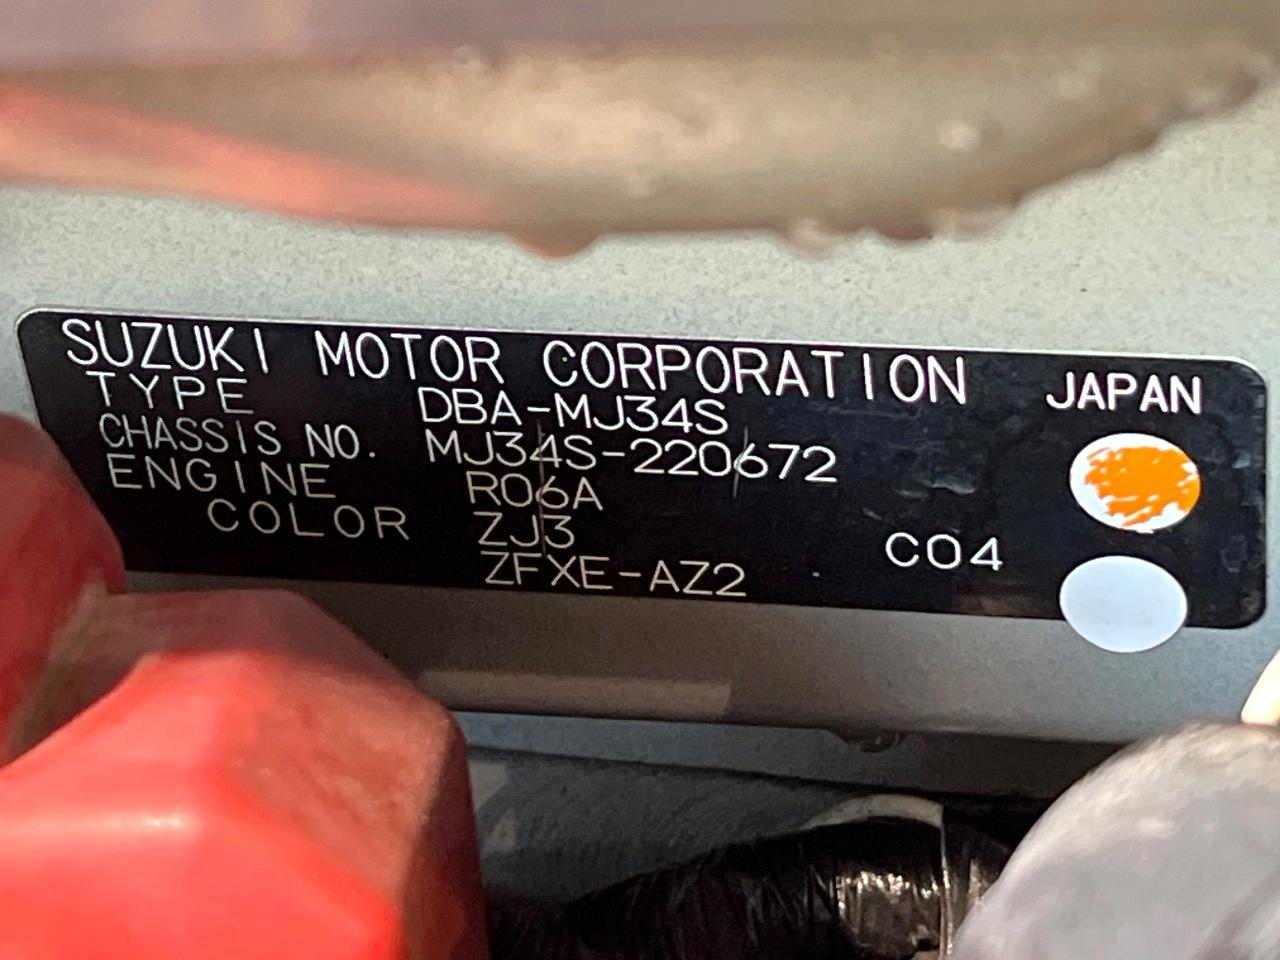 SUZUKI MOTOR CORPORATION JAPAN
TYPE DBA-MJ34S
CHASSIS NO. MJ34S-220672
ENGINE R06A
COLOR ZJ3 C04
ZFXE-AZ2